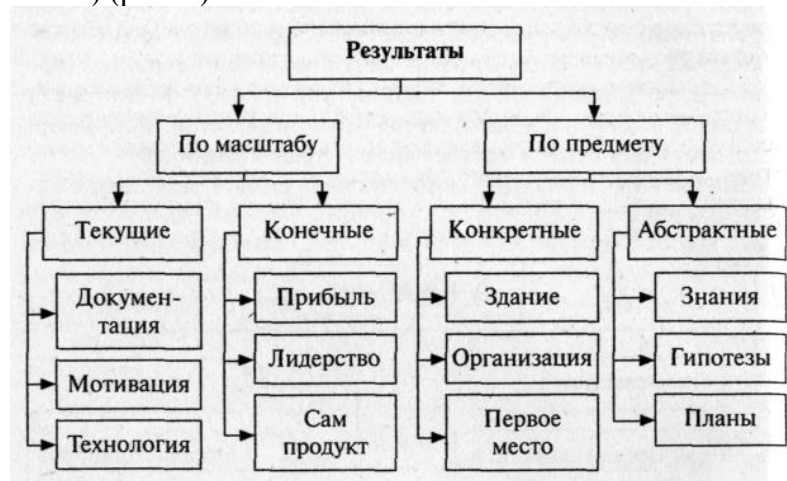 Результаты
По масштабу
По предмету
Текущие
Конечные
Конкретные
Абстрактные
Докумен-
тация
Прибыль
Здание
Знания
Мотивация
Лидерство
Организация
Гипотезы
Технология
Сам
продукт
Первое
место
Планы